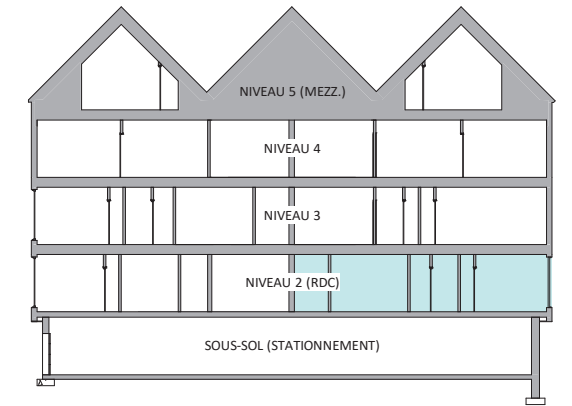 NIVEAU 5 (MEZZ.)
NIVEAU 4
NIVEAU 3
NIVEAU 2 (RDC)
SOUS-SOL (STATIONNEMENT)